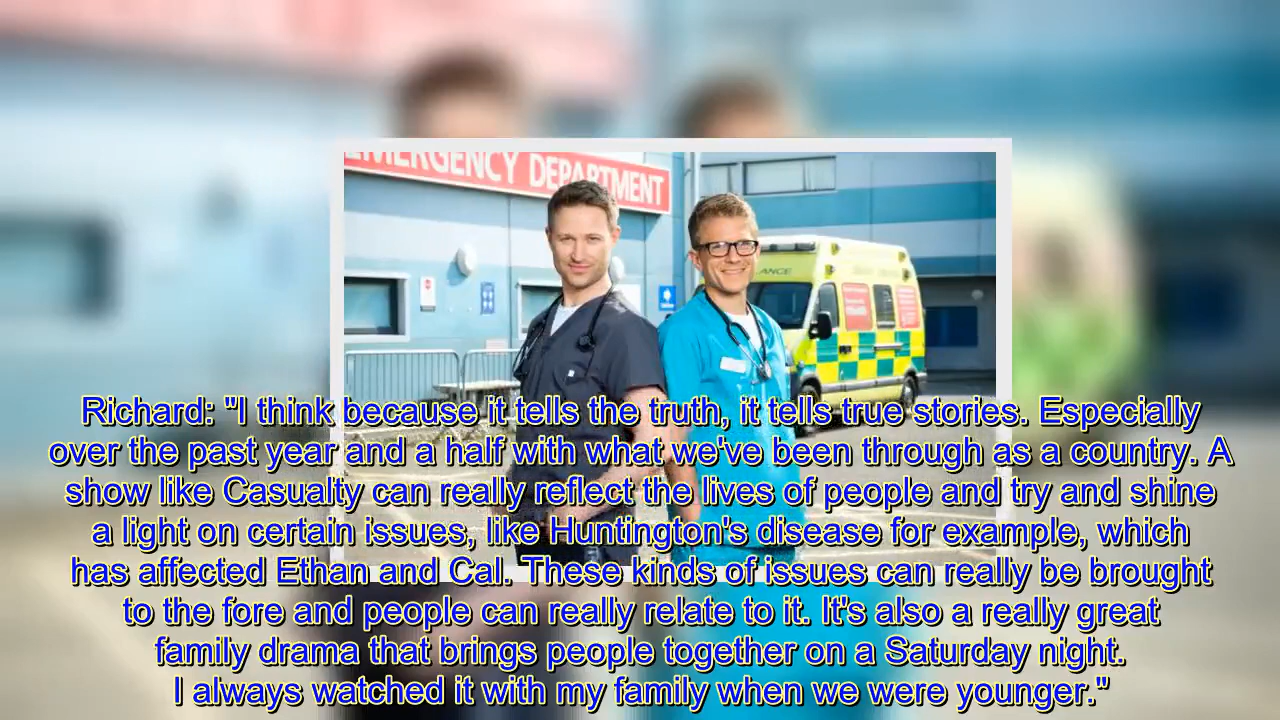 EMERGENCY DEPARTMENT
Richard: "I think because it tells the truth, it tells true stories. Especially
over the past year and a half with what we've been through as a country. A
show like Casualty can really reflect the lives of people and try and shine
a light on certain issues, like Huntington's disease for example, which
has affected Ethan and Cal. These kinds of issues can really be brought
to the fore and people can really relate to it. It's also a really great
family drama that brings people together on a Saturday night.
I always watched it with my family when we were younger."